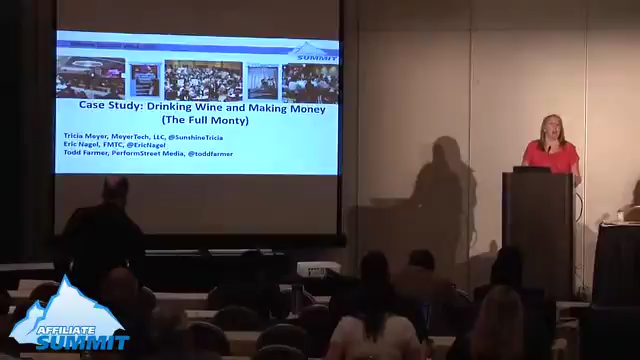 SUMMIT
Case Study: Drinking Wine and Making Money
(The Full Monty)
Tricia Meyer, MeyerTech, LLC, @SunshineTricia
Eric Nagel, FMTC, @EricNagel
Todd Farmer, PerformStreet Media, @toddfarmer
AFFILIATE
SUMMIT